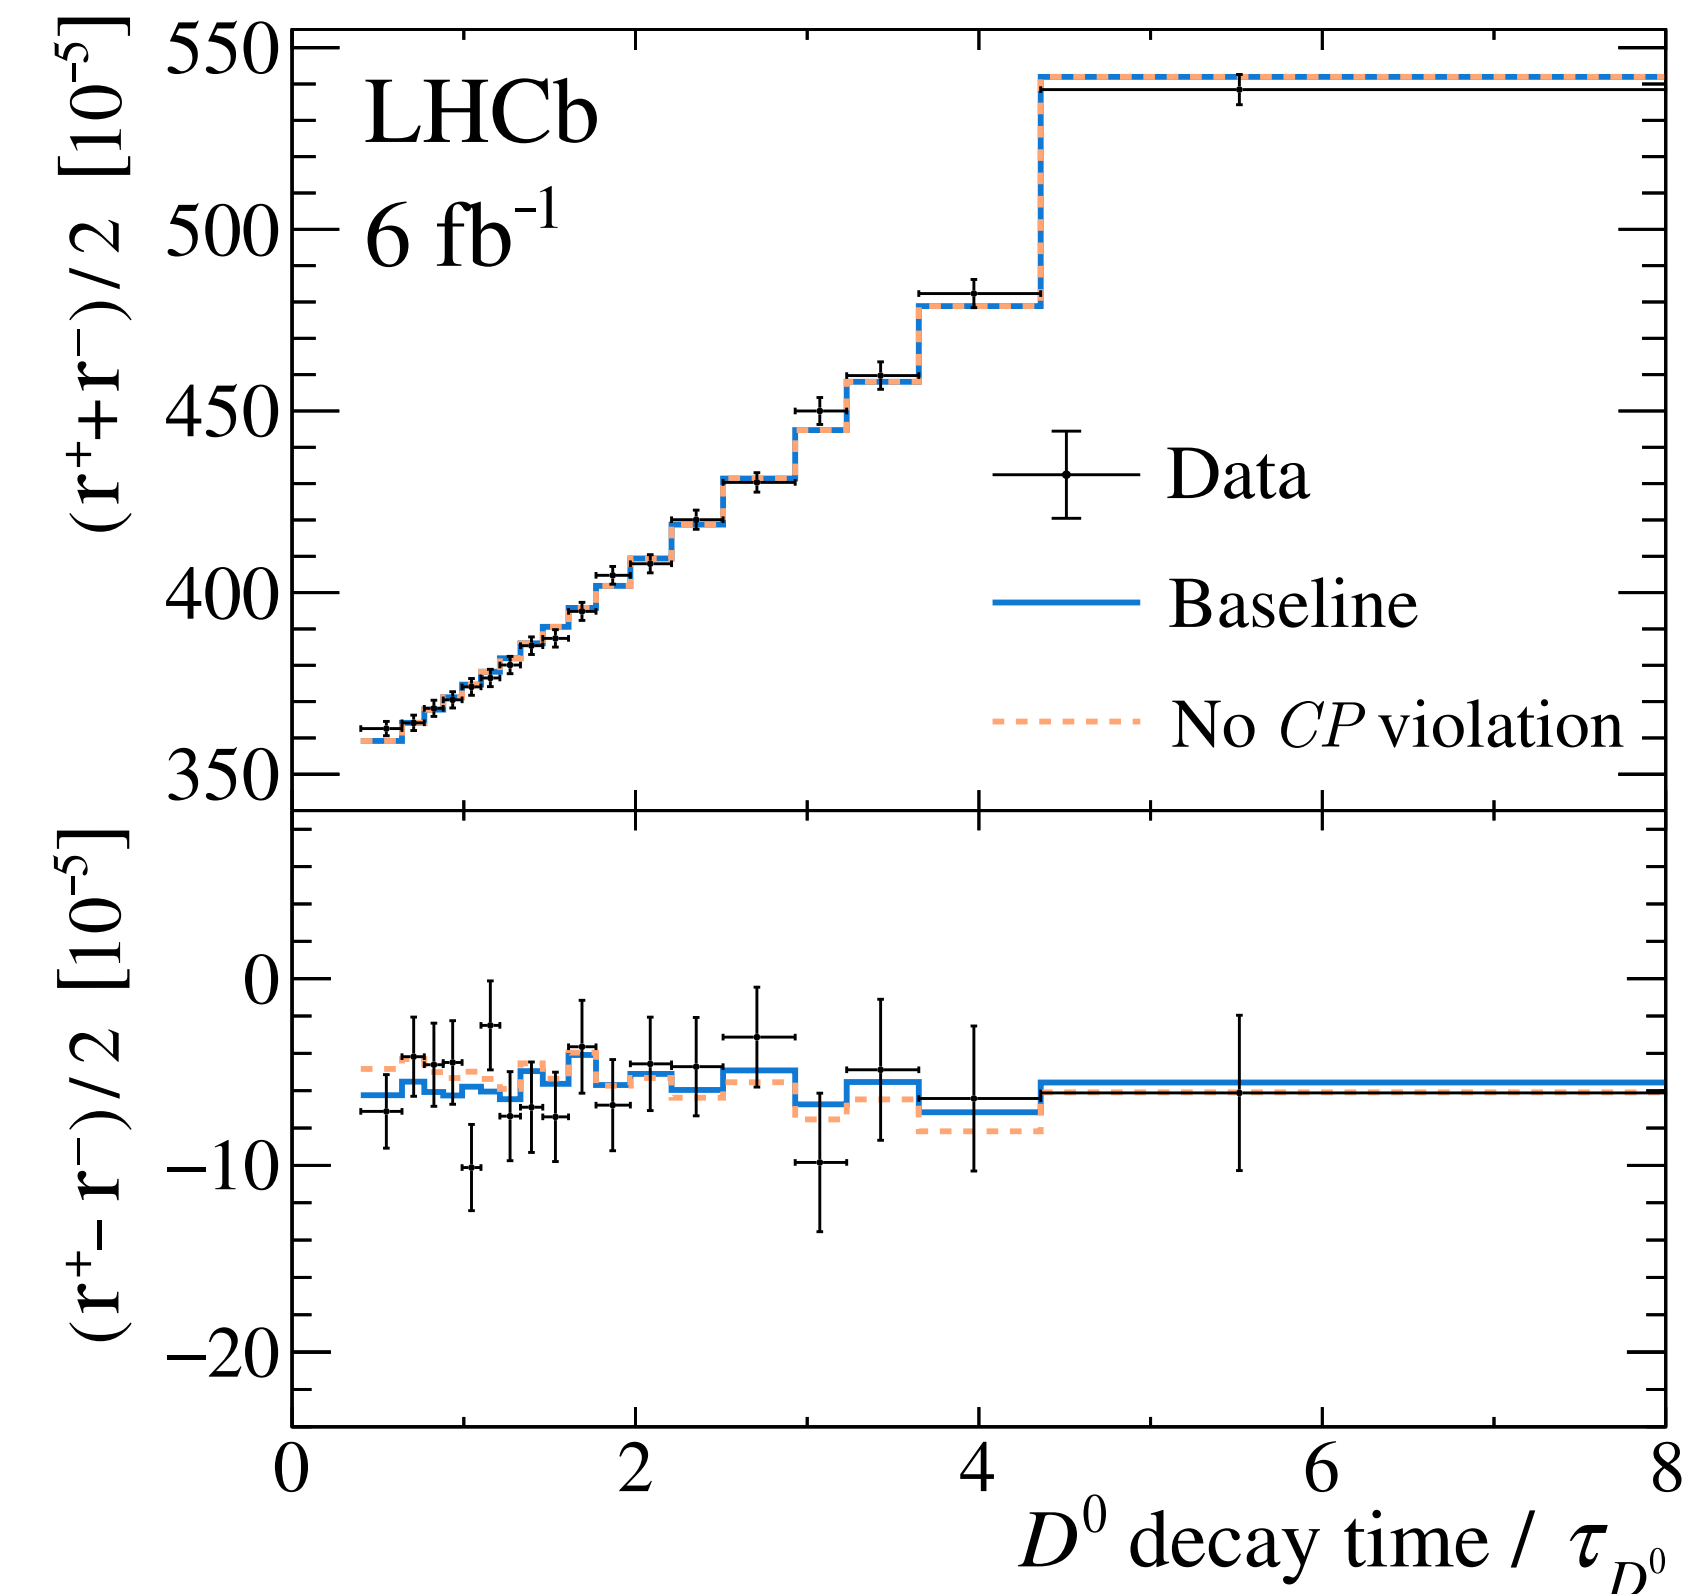 (r⁺+r⁻)/2 [10⁻⁵]
550
500
450
400
350
LHCb
6 fb⁻¹
Data
Baseline
No CP violation
(r⁺–r⁻)/2 [10⁻⁵]
0
−10
−20
0 2 4 6 8
D⁰ decay time / τ_D⁰